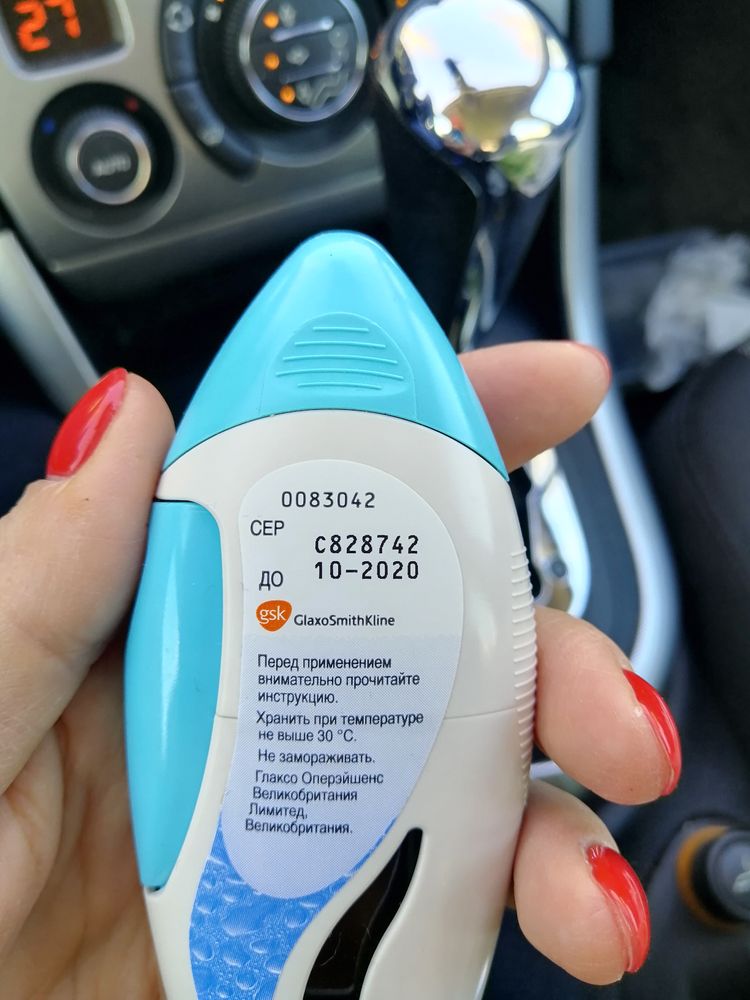 27
AUTO
0083042
СЕР
C828742
ДО
10-2020
gsk GlaxoSmithKline
Перед применением
внимательно прочитайте
инструкцию.
Хранить при температуре
не выше 30 °C.
Не замораживать.
Глаксо Оперэйшенс
Великобритания
Лимитед,
Великобритания.